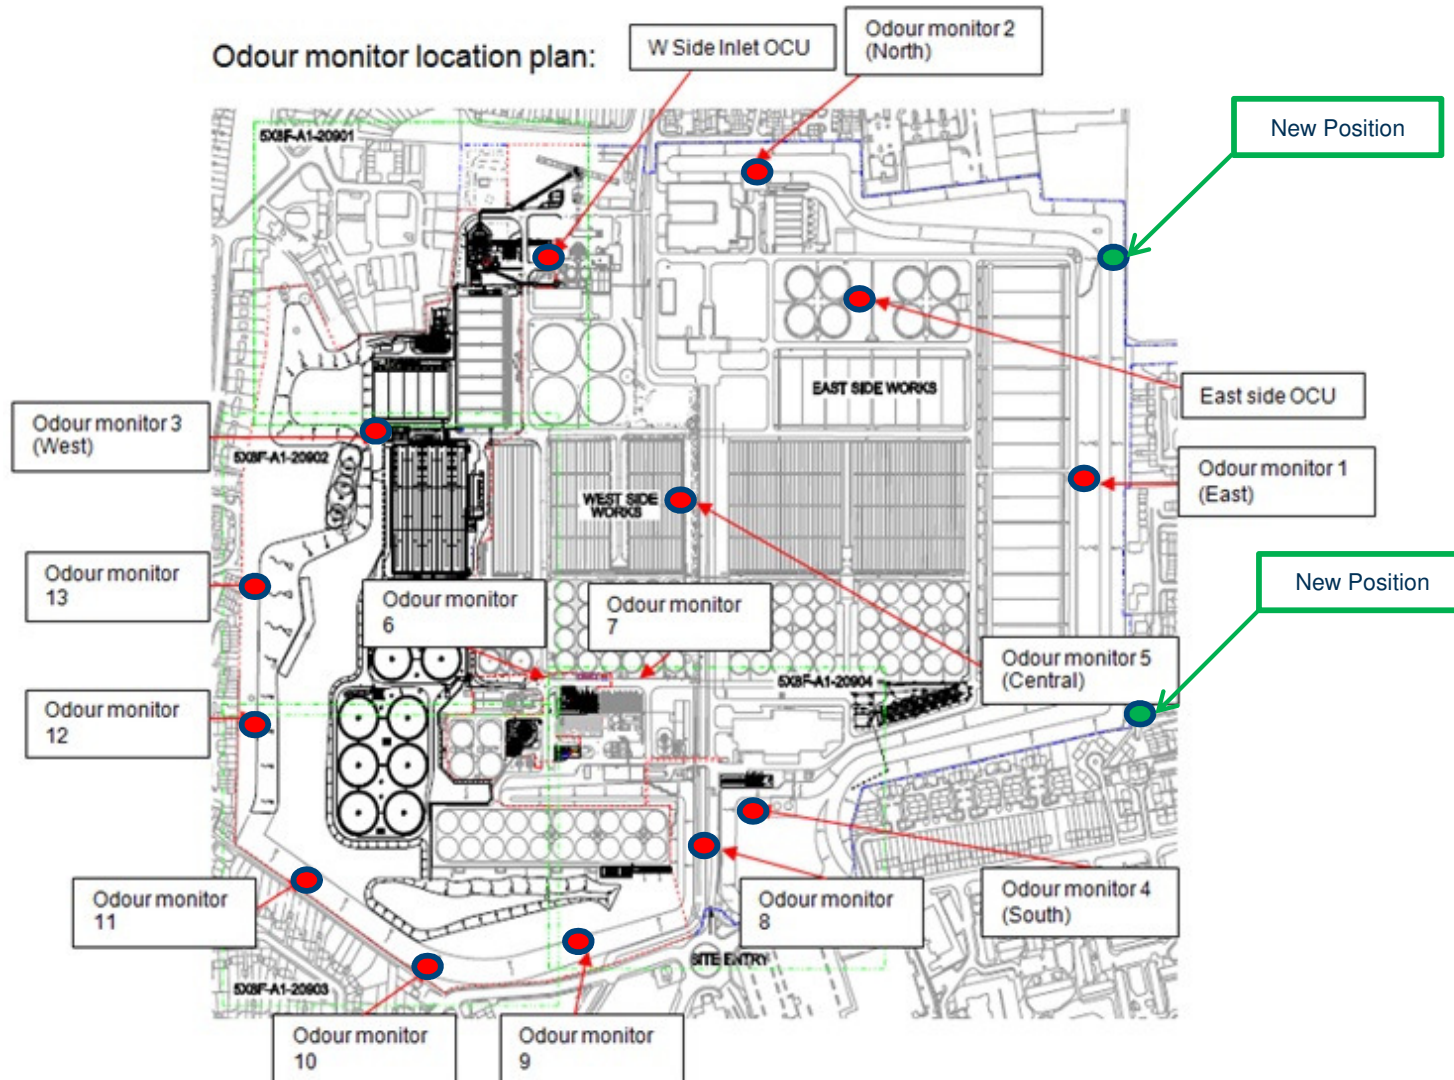 Odour monitor location plan:
W Side Inlet OCU
Odour monitor 2
(North)
New Position
5X8F-A1-20901
EAST SIDE WORKS
East side OCU
Odour monitor 3
(West)
5X8F-A1-20902
Odour monitor 1
(East)
WEST SIDE
WORKS
Odour monitor
13
Odour monitor
6
Odour monitor
7
New Position
Odour monitor 5
(Central)
5X8F-A1-20904
Odour monitor
12
Odour monitor
11
Odour monitor
8
Odour monitor 4
(South)
SITE ENTRY
5X8F-A1-20903
Odour monitor
10
Odour monitor
9